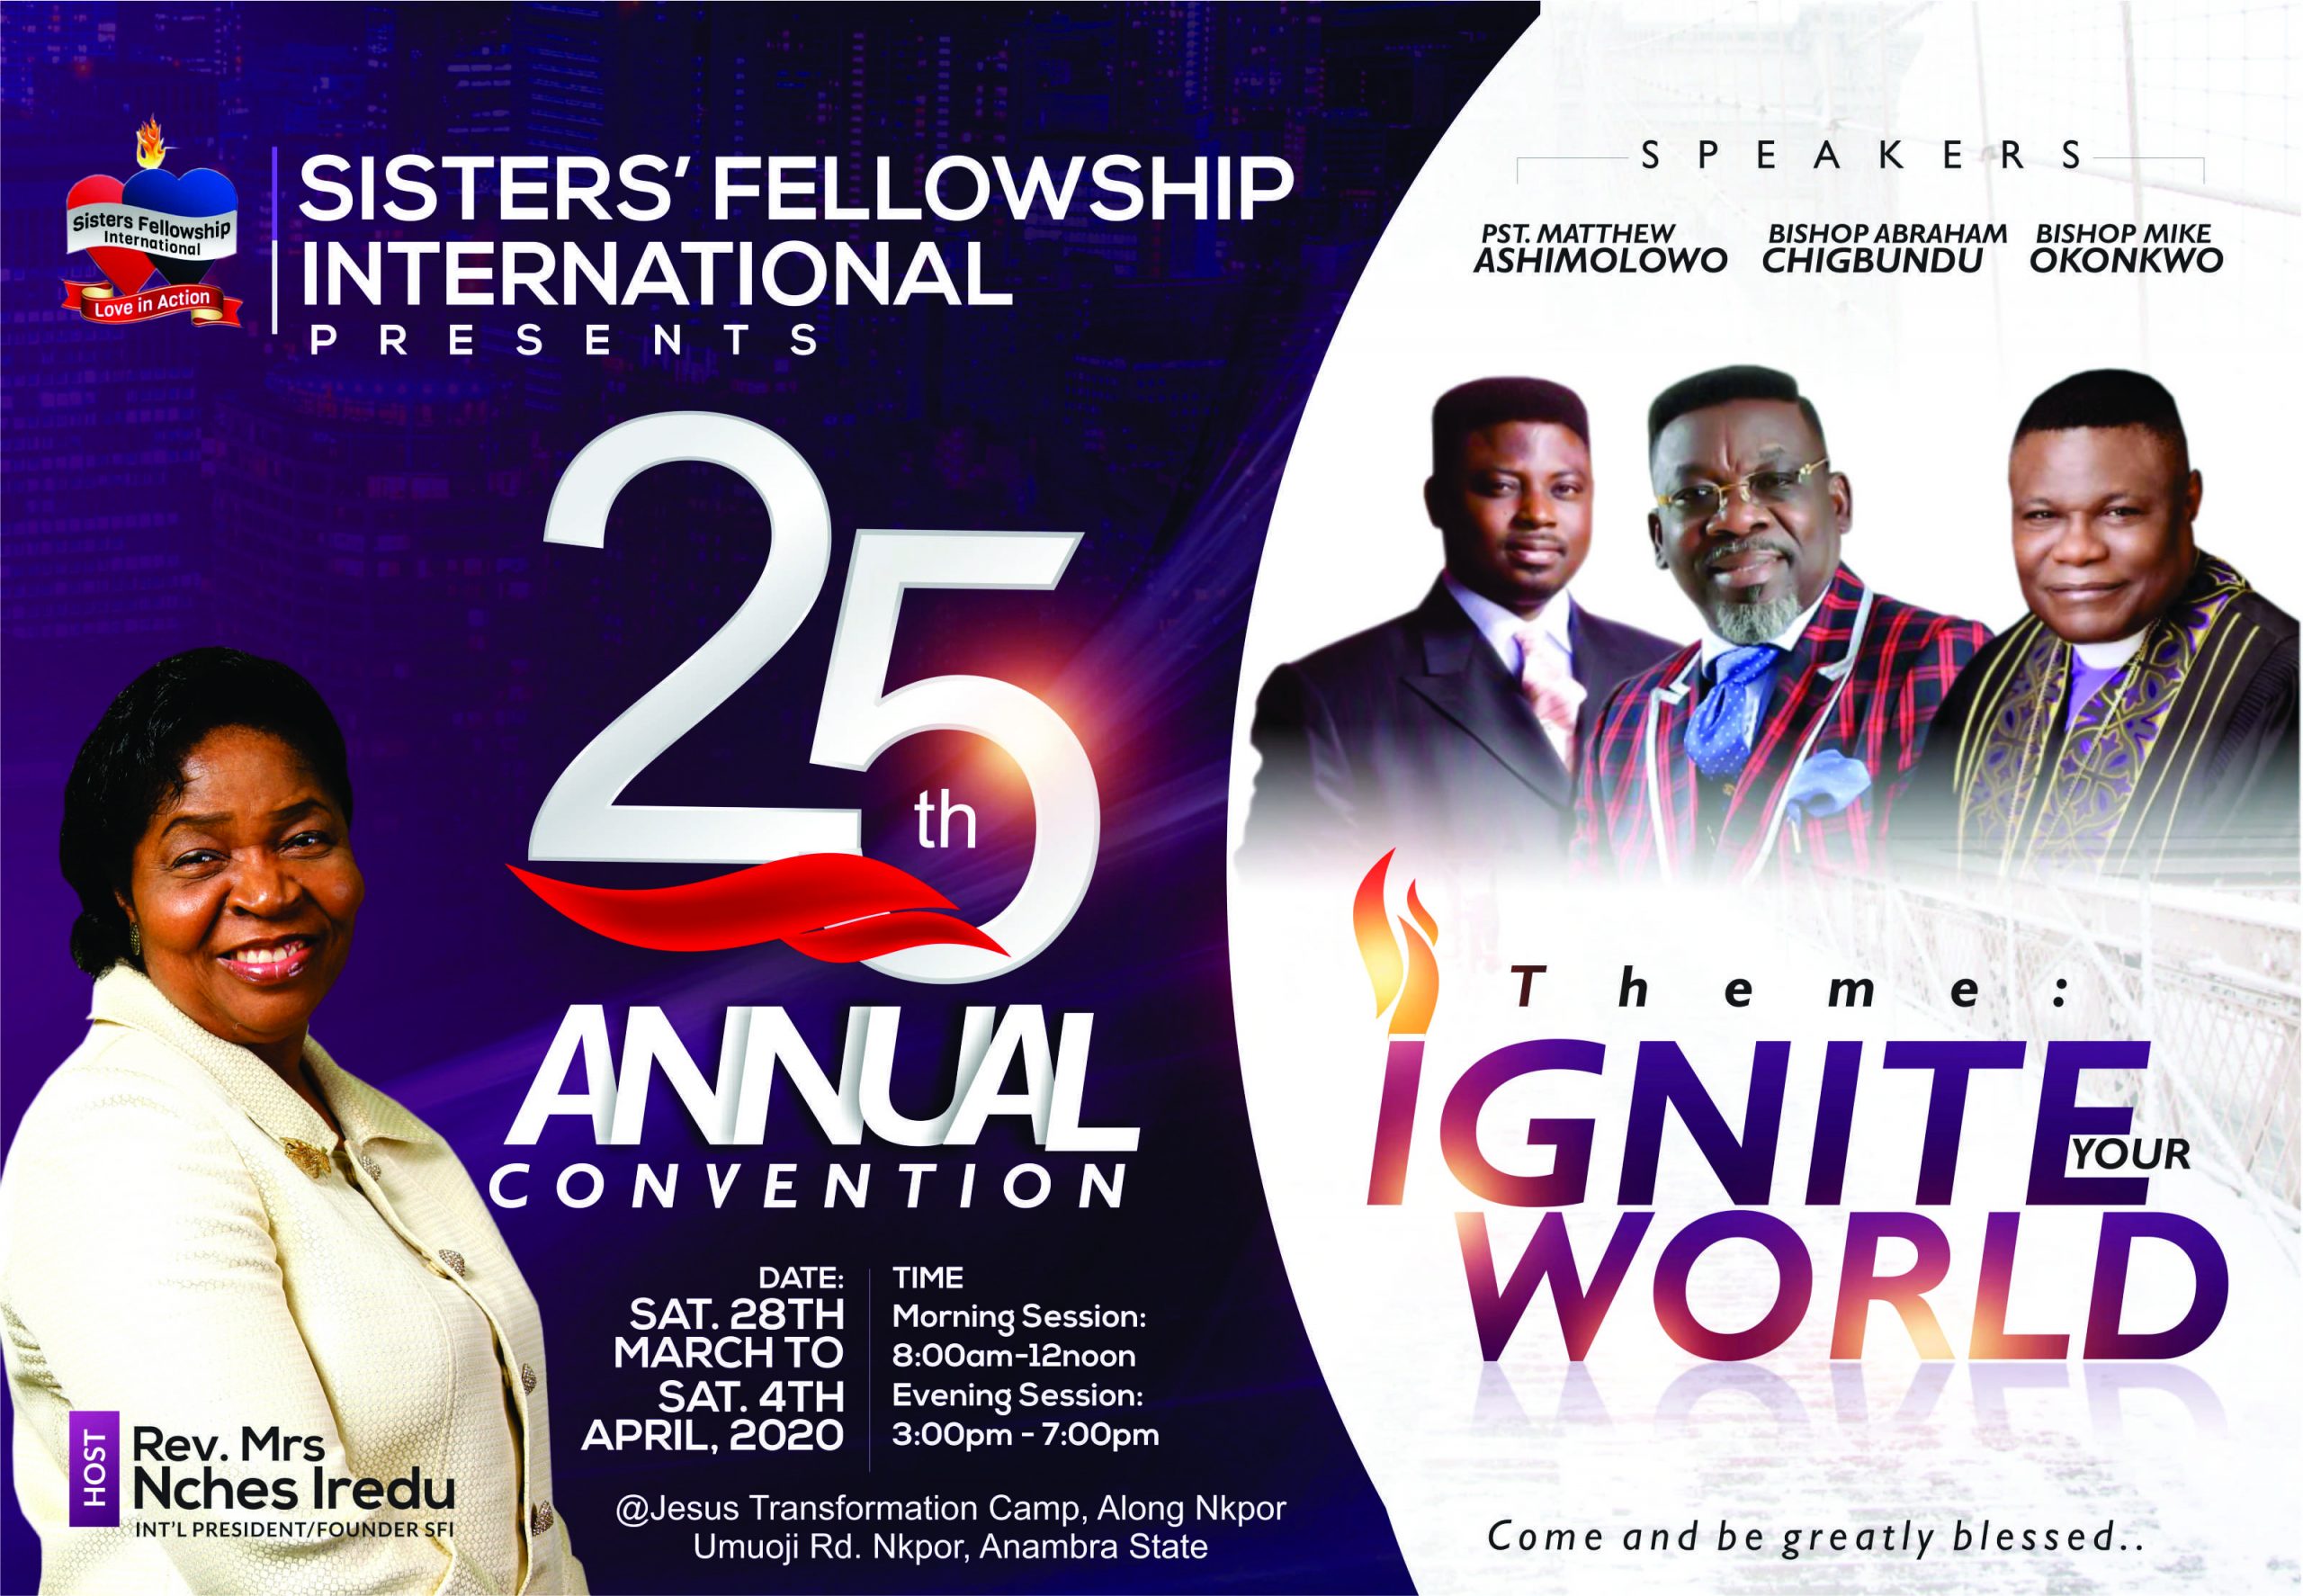 Sisters Fellowship
International
Love in Action
SISTERS' FELLOWSHIP
INTERNATIONAL
PRESENTS
25th
ANNUAL
CONVENTION
DATE:
SAT. 28TH
MARCH TO
SAT. 4TH
APRIL, 2020
TIME
Morning Session:
8:00am-12noon
Evening Session:
3:00pm - 7:00pm
@Jesus Transformation Camp, Along Nkpor
Umuoji Rd. Nkpor, Anambra State
HOST
Rev. Mrs
Nches Iredu
INT'L PRESIDENT/FOUNDER SFI
SPEAKERS
PST. MATTHEW
ASHIMOLOWO
BISHOP ABRAHAM
CHIGBUNDU
BISHOP MIKE
OKONKWO
Theme:
IGNITE
YOUR
WORLD
Come and be greatly blessed..